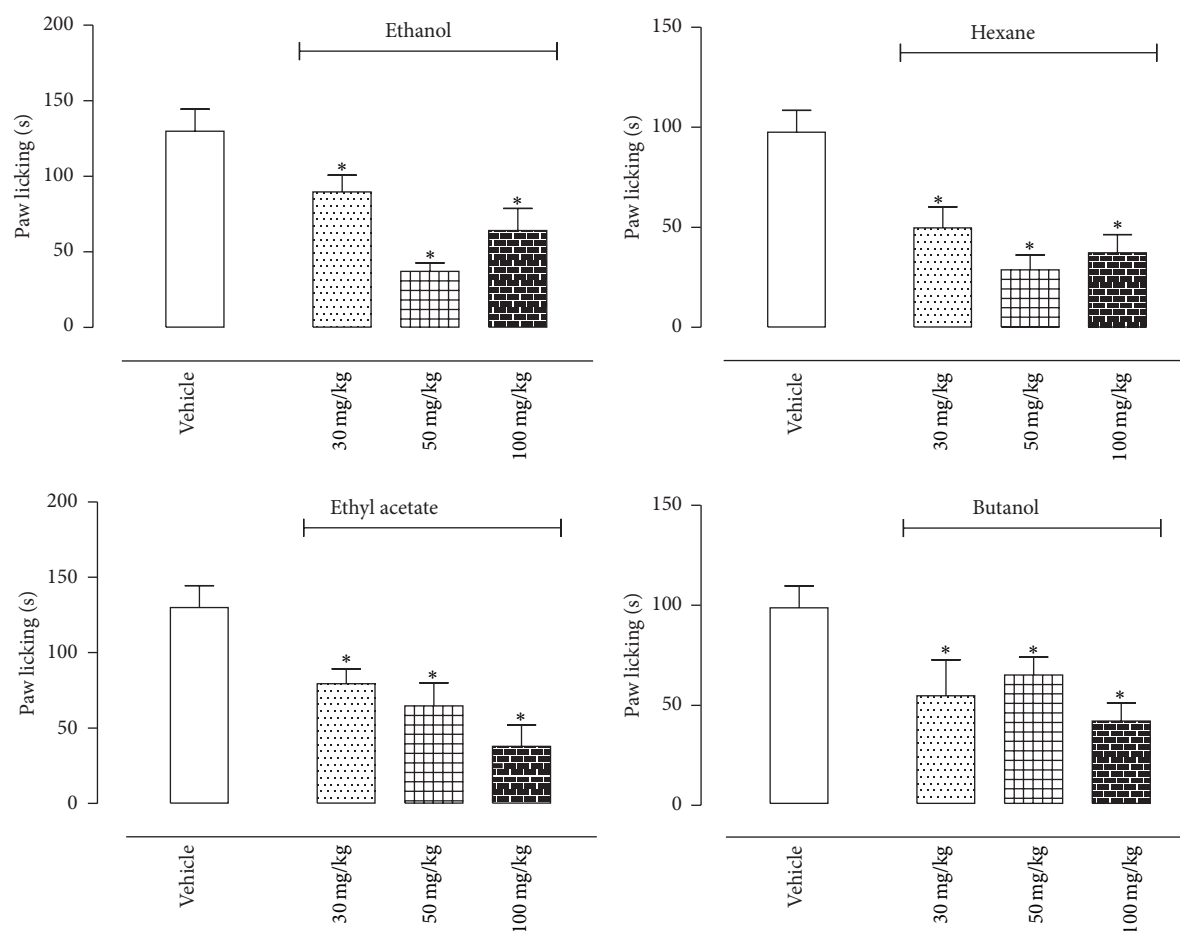 Ethanol
Paw licking (s)
200
150
100
50
0
*
*
*
Vehicle
30 mg/kg
50 mg/kg
100 mg/kg
Hexane
Paw licking (s)
150
100
50
0
*
*
*
Vehicle
30 mg/kg
50 mg/kg
100 mg/kg
Ethyl acetate
Paw licking (s)
200
150
100
50
0
*
*
*
Vehicle
30 mg/kg
50 mg/kg
100 mg/kg
Butanol
Paw licking (s)
150
100
50
0
*
*
*
Vehicle
30 mg/kg
50 mg/kg
100 mg/kg